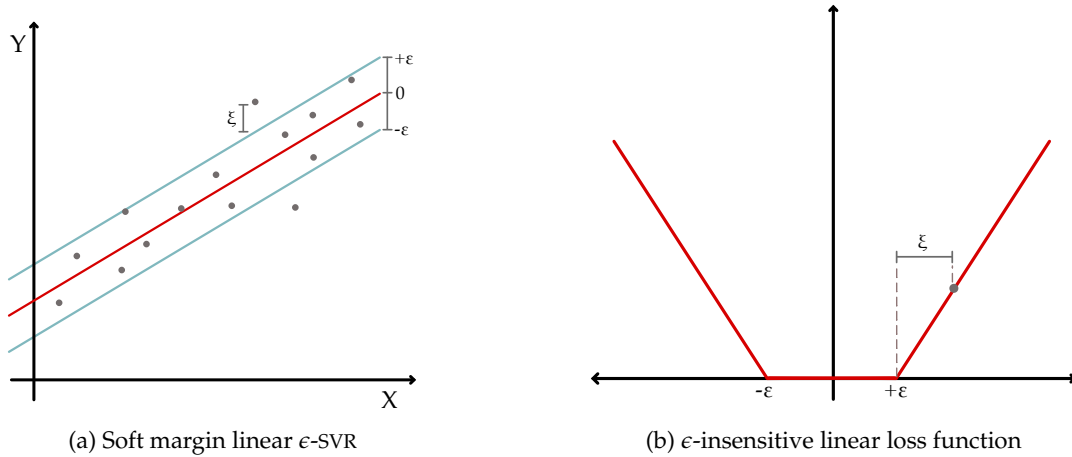 Y
+ε
ξ
0
-ε
X
(a) Soft margin linear ϵ-SVR
ξ
-ε
+ε
(b) ϵ-insensitive linear loss function